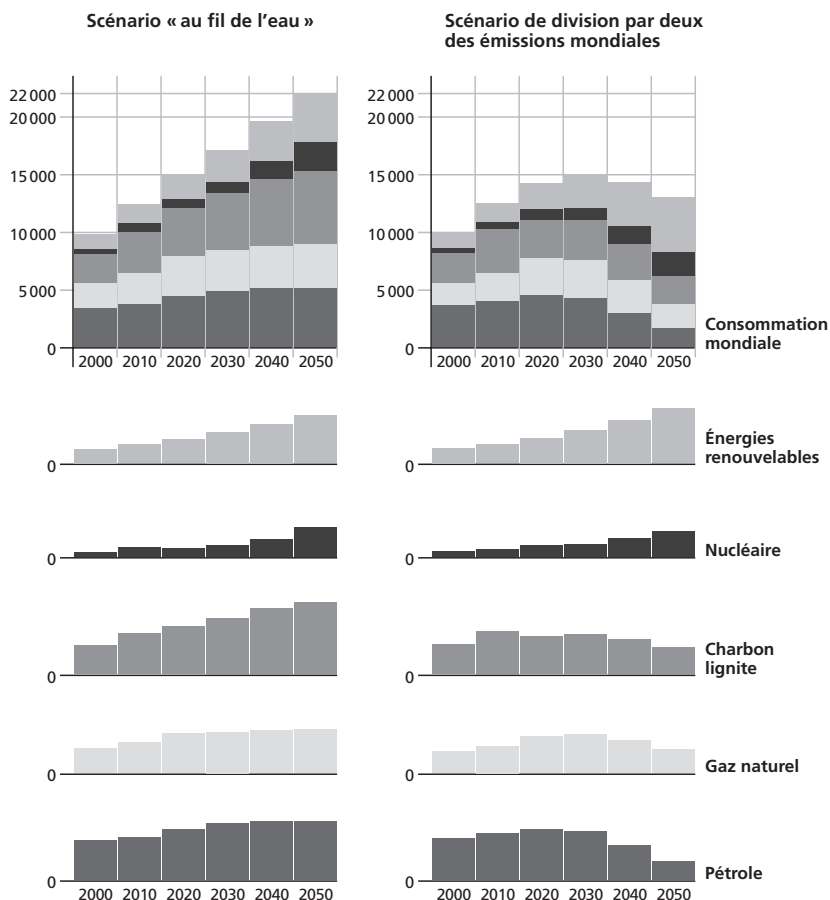 Scénario « au fil de l’eau »
Scénario de division par deux
des émissions mondiales
22 000
20 000
15 000
10 000
5 000
0
2000 2010 2020 2030 2040 2050
22 000
20 000
15 000
10 000
5 000
0
2000 2010 2020 2030 2040 2050
Consommation
mondiale
0
0
Énergies
renouvelables
0
0
Nucléaire
0
0
Charbon
lignite
0
0
Gaz naturel
0
2000 2010 2020 2030 2040 2050
0
2000 2010 2020 2030 2040 2050
Pétrole